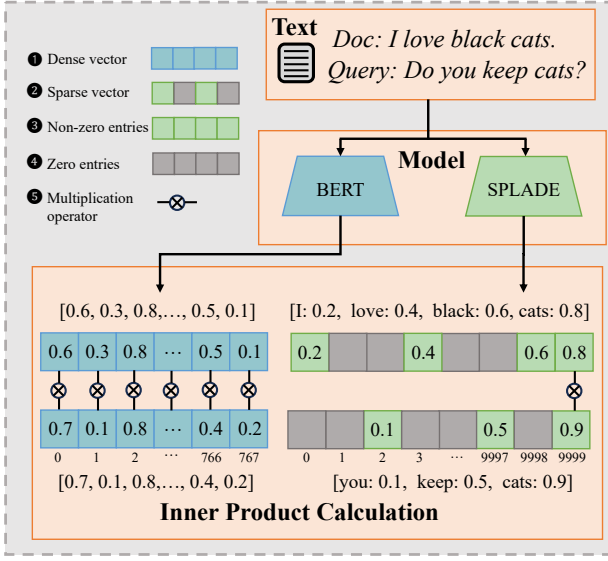 ❶ Dense vector
❷ Sparse vector
❸ Non-zero entries
❹ Zero entries
❺ Multiplication
operator
Text
Doc: I love black cats.
Query: Do you keep cats?
Model
BERT
SPLADE
[0.6, 0.3, 0.8,…, 0.5, 0.1]
0.6 0.3 0.8 ⋯ 0.5 0.1
0.7 0.1 0.8 ⋯ 0.4 0.2
0 1 2 ⋯ 766 767
[0.7, 0.1, 0.8,…, 0.4, 0.2]
[I: 0.2, love: 0.4, black: 0.6, cats: 0.8]
0.2 0.4 0.6 0.8
0.1 0.5 0.9
0 1 2 3 ⋯ 9997 9998 9999
[you: 0.1, keep: 0.5, cats: 0.9]
Inner Product Calculation